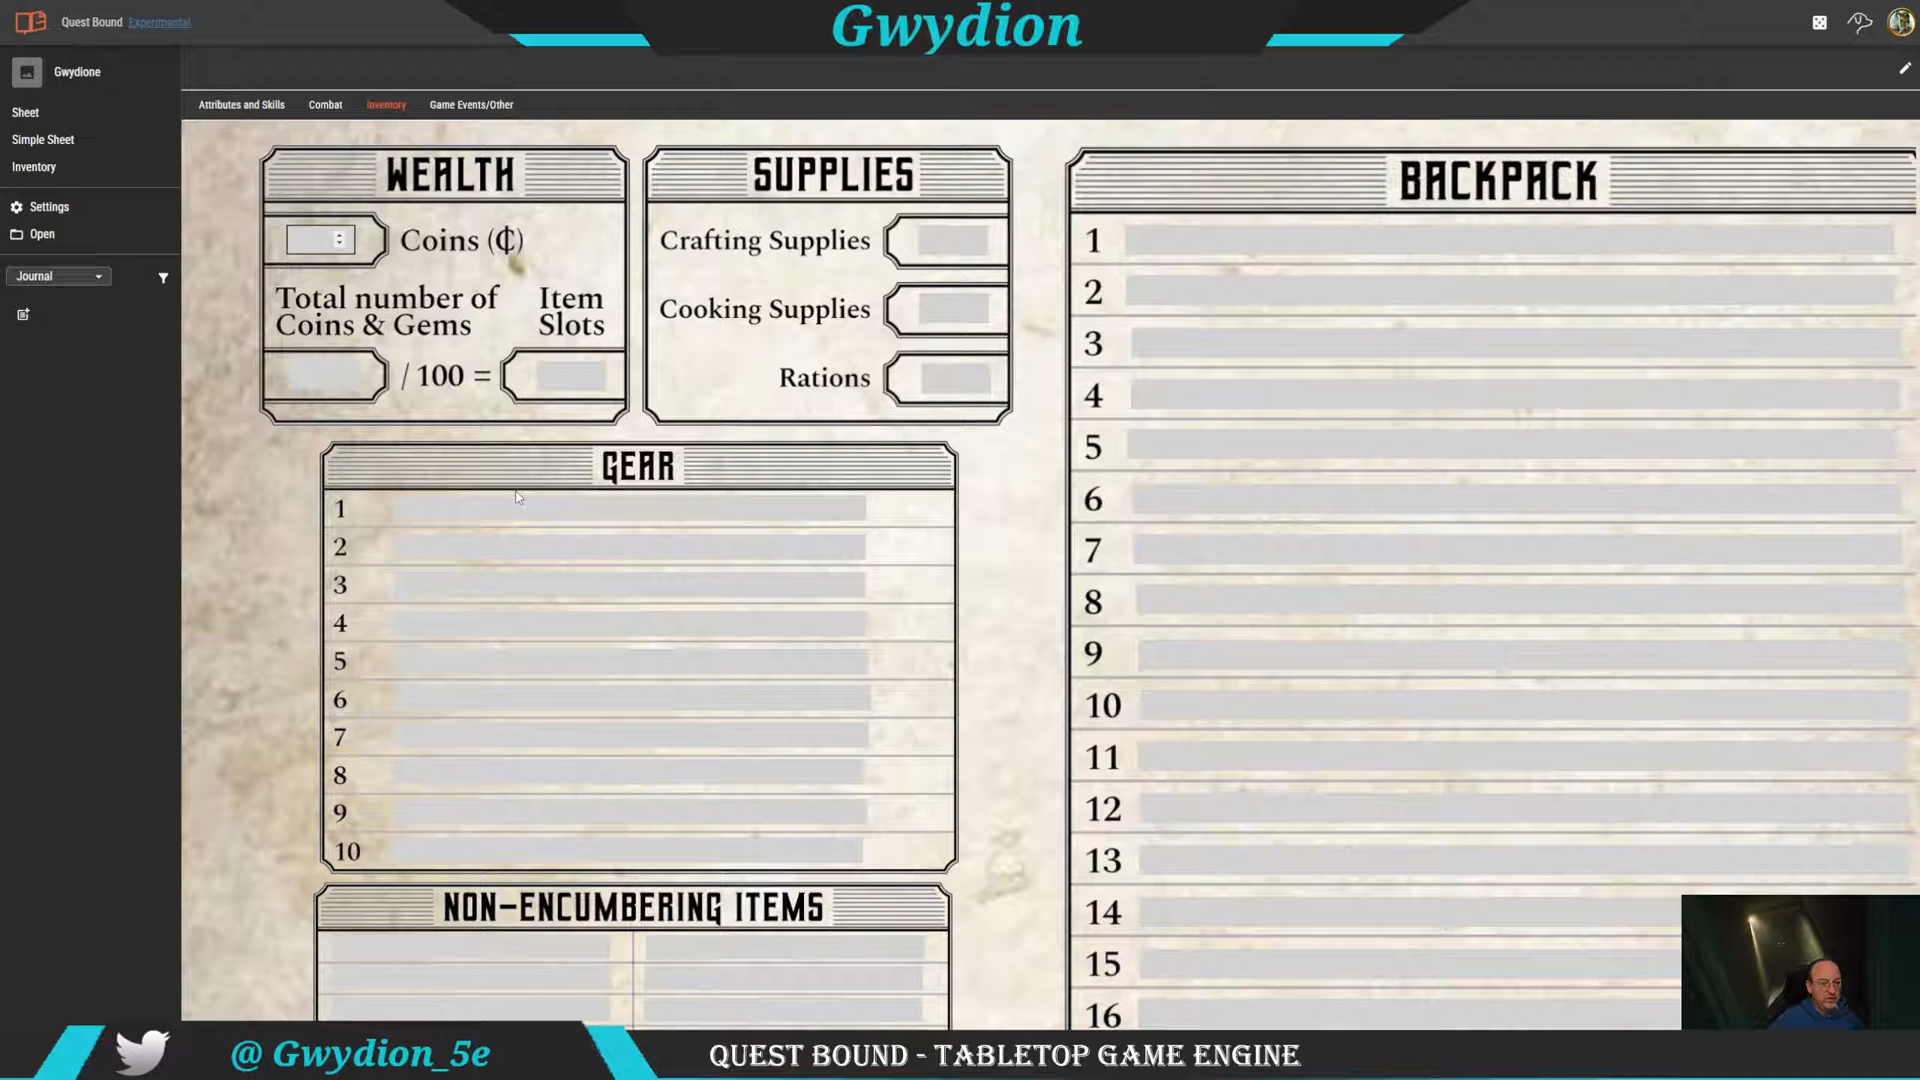 Quest Bound Experimental
Gwydion
Gwydione
Sheet
Simple Sheet
Inventory
Settings
Open
Journal
Attributes and Skills Combat Inventory Game Events/Other
WEALTH
Coins (₵)
Total number of
Coins & Gems
Item
Slots
/ 100 =
SUPPLIES
Crafting Supplies
Cooking Supplies
Rations
GEAR
1
2
3
4
5
6
7
8
9
10
NON-ENCUMBERING ITEMS
BACKPACK
1
2
3
4
5
6
7
8
9
10
11
12
13
14
15
16
@ Gwydion_5e
QUEST BOUND - TABLETOP GAME ENGINE